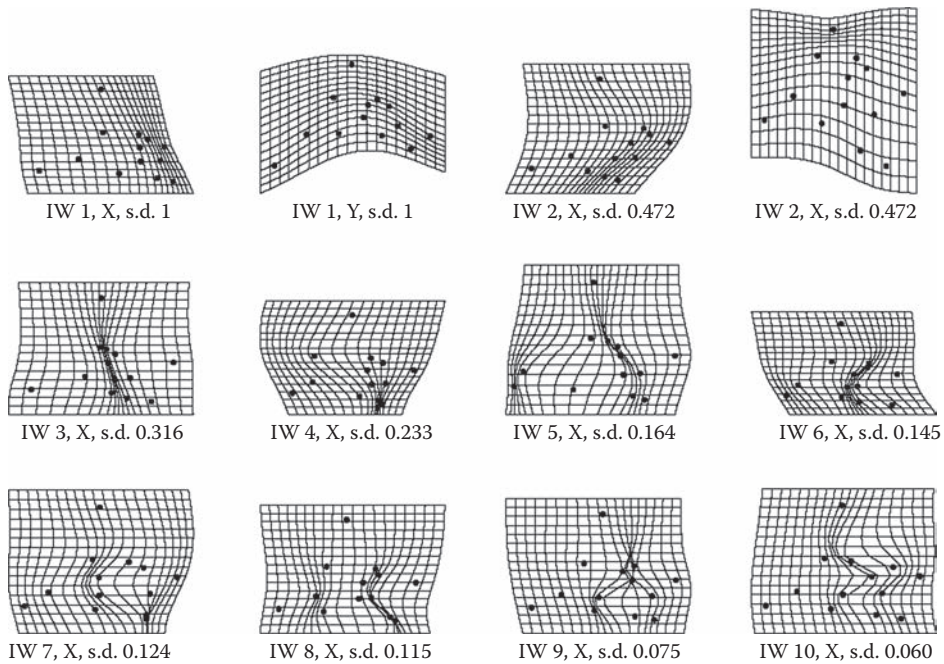 IW 1, X, s.d. 1
IW 1, Y, s.d. 1
IW 2, X, s.d. 0.472
IW 2, X, s.d. 0.472
IW 3, X, s.d. 0.316
IW 4, X, s.d. 0.233
IW 5, X, s.d. 0.164
IW 6, X, s.d. 0.145
IW 7, X, s.d. 0.124
IW 8, X, s.d. 0.115
IW 9, X, s.d. 0.075
IW 10, X, s.d. 0.060